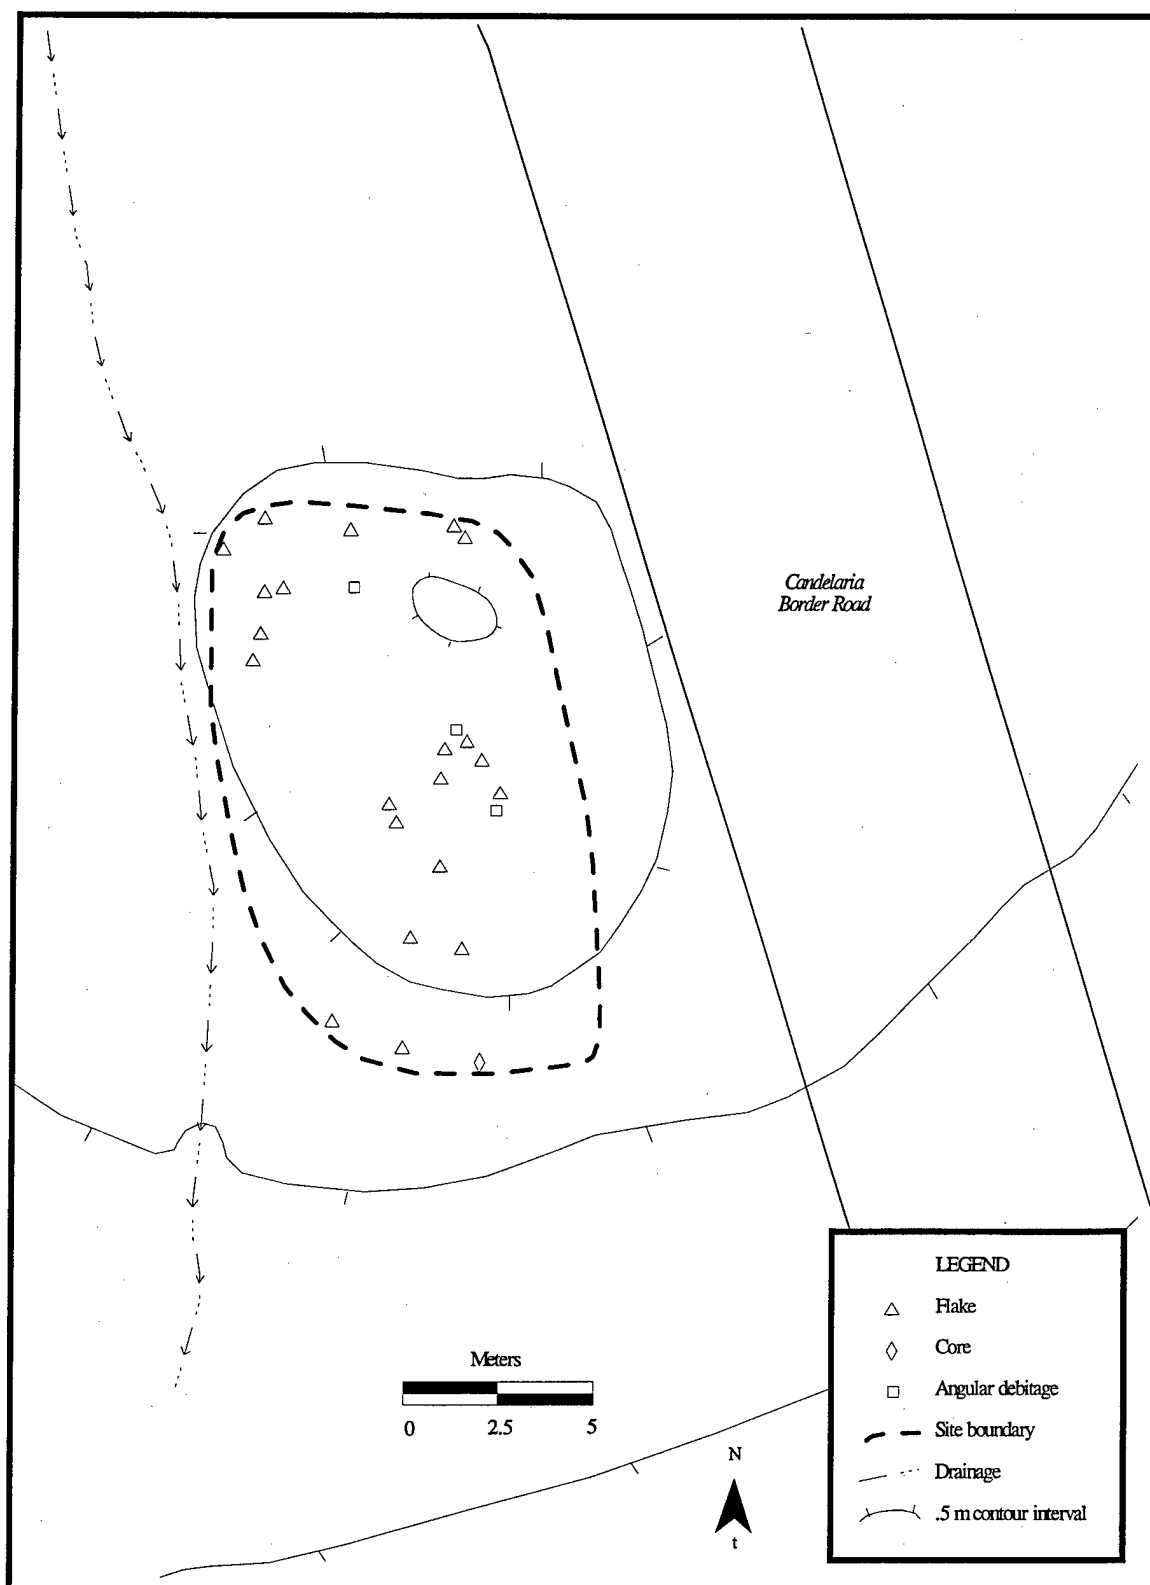 Candelaria
Border Road
LEGEND
Flake
Core
Angular debitage
Site boundary
Drainage
.5 m contour interval
Meters
0 2.5 5
N
t